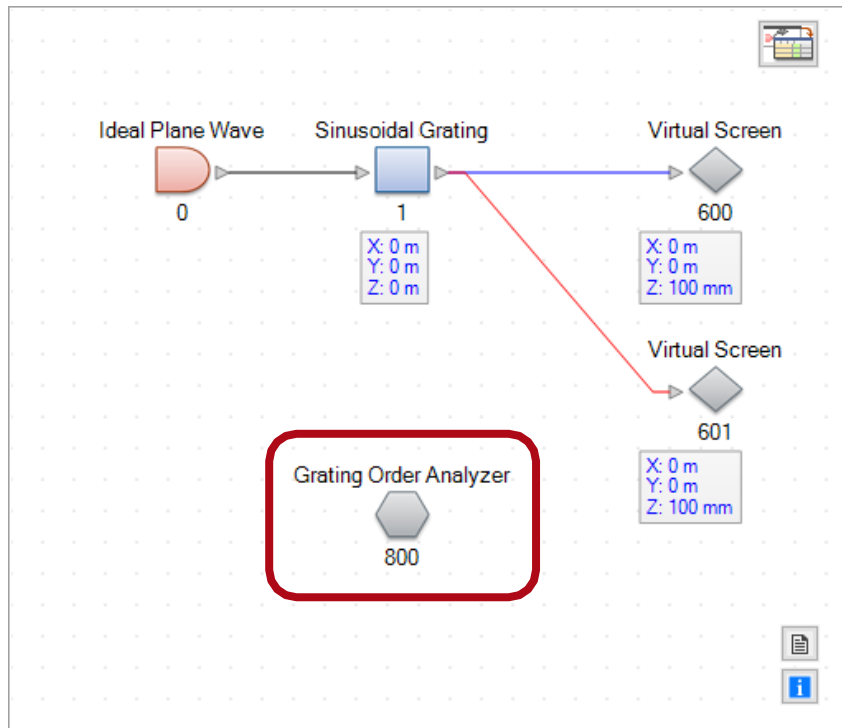 Ideal Plane Wave
0
Sinusoidal Grating
1
X: 0 m
Y: 0 m
Z: 0 m
Virtual Screen
600
X: 0 m
Y: 0 m
Z: 100 mm
Virtual Screen
601
X: 0 m
Y: 0 m
Z: 100 mm
Grating Order Analyzer
800
i